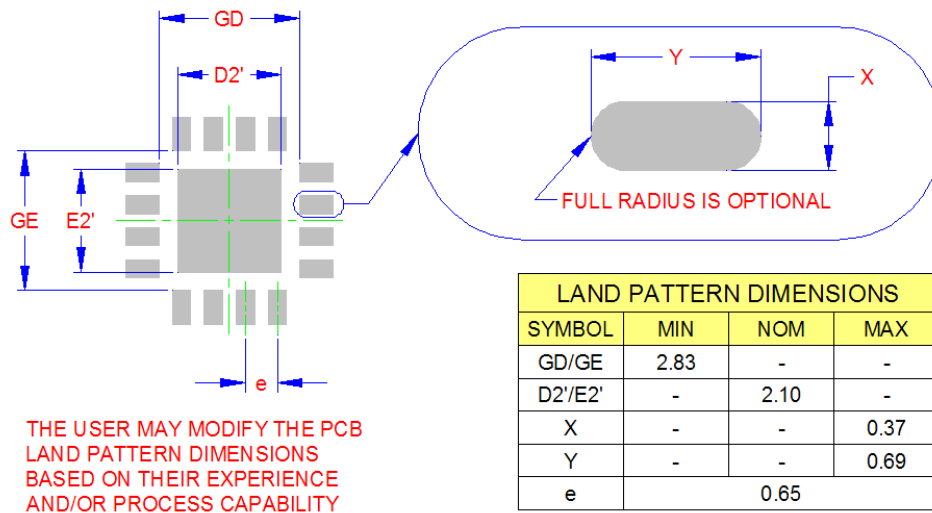 GD
D2'
GE
E2'
e
Y
X
FULL RADIUS IS OPTIONAL
THE USER MAY MODIFY THE PCB
LAND PATTERN DIMENSIONS
BASED ON THEIR EXPERIENCE
AND/OR PROCESS CAPABILITY
LAND PATTERN DIMENSIONS
SYMBOL MIN NOM MAX
GD/GE 2.83 - -
D2'/E2' - 2.10 -
X - - 0.37
Y - - 0.69
e 0.65